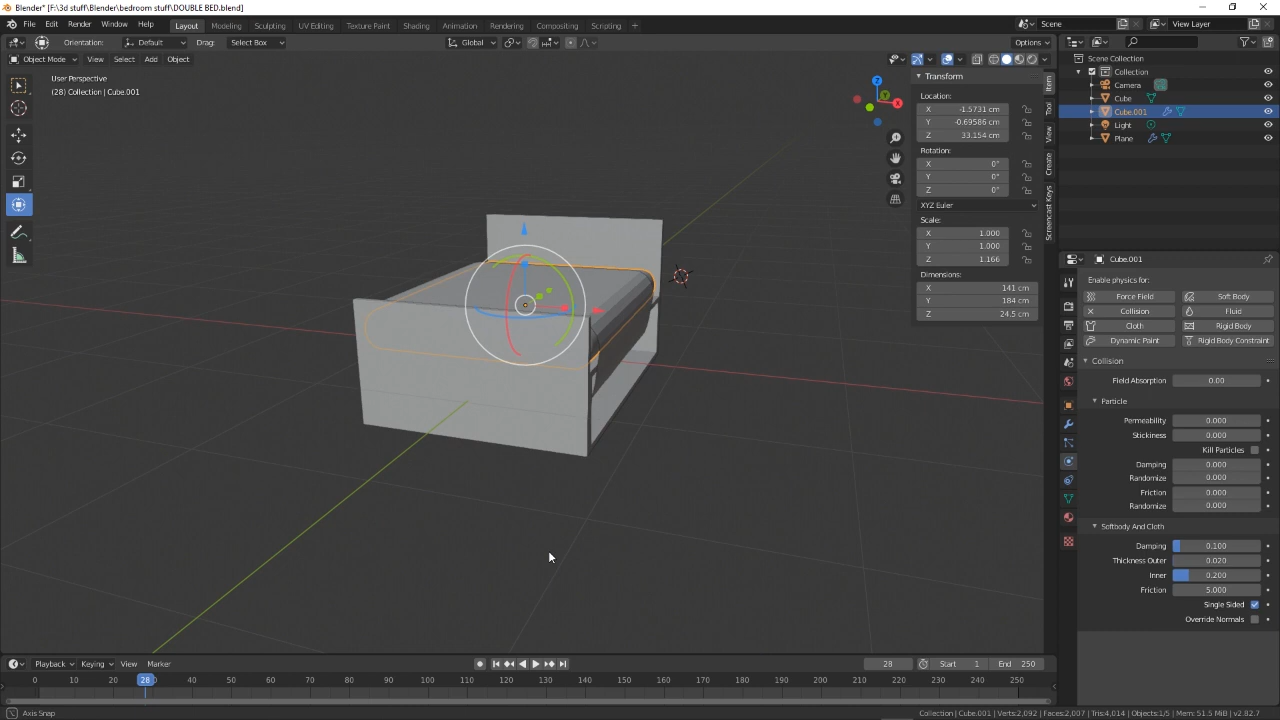 Blender* [F:\3d stuff\Blender\bedroom stuff\DOUBLE BED.blend]
File Edit Render Window Help Layout Modeling Sculpting UV Editing Texture Paint Shading Animation Rendering Compositing Scripting + Scene View Layer
Orientation: Default Drag: Select Box Global Options
Object Mode View Select Add Object
User Perspective
(28) Collection | Cube.001
Transform
Location:
X -1.5731 cm
Y -0.69586 cm
Z 33.154 cm
Rotation:
X 0°
Y 0°
Z 0°
XYZ Euler
Scale:
X 1.000
Y 1.000
Z 1.166
Dimensions:
X 141 cm
Y 184 cm
Z 24.5 cm
Item
Tool
View
Create
Screencast Keys
Z
Y
X
Scene Collection
Collection
Camera
Cube
Cube.001
Light
Plane
Cube.001
Enable physics for:
Force Field Soft Body
Collision Fluid
Cloth Rigid Body
Dynamic Paint Rigid Body Constraint
Collision
Field Absorption 0.00
Particle
Permeability 0.000
Stickiness 0.000
Kill Particles
Damping 0.000
Randomize 0.000
Friction 0.000
Randomize 0.000
Softbody And Cloth
Damping 0.100
Thickness Outer 0.020
Inner 0.200
Friction 5.000
Single Sided
Override Normals
Playback Keying View Marker 28 Start 1 End 250
0 10 20 28 30 40 50 60 70 80 90 100 110 120 130 140 150 160 170 180 190 200 210 220 230 240 250
Axis Snap Collection | Cube.001 | Verts:2,092 | Faces:2,007 | Tris:4,014 | Objects:1/5 | Mem: 51.5 MiB | v2.82.7